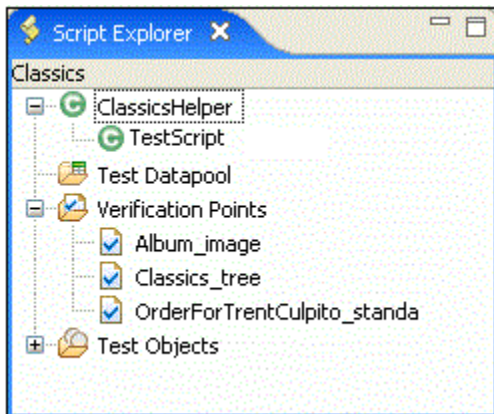 Script Explorer
Classics
ClassicsHelper
TestScript
Test Datapool
Verification Points
Album_image
Classics_tree
OrderForTrentCulpito_standa
Test Objects